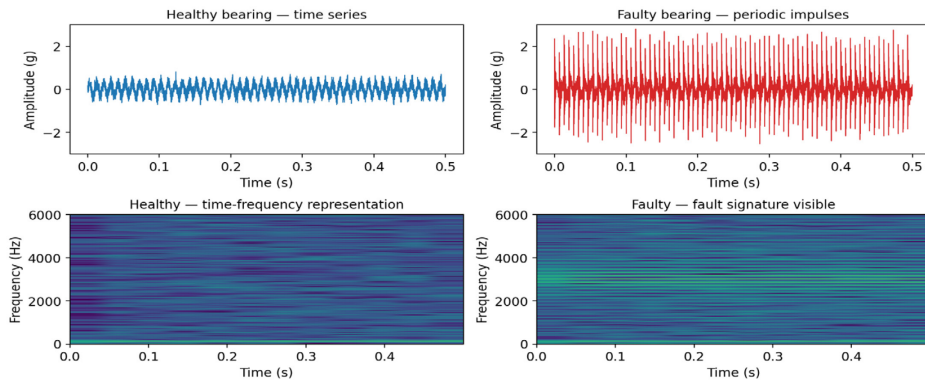 Healthy bearing — time series
Amplitude (g)
2
0
−2
0.0 0.1 0.2 0.3 0.4 0.5
Time (s)
Faulty bearing — periodic impulses
Amplitude (g)
2
0
−2
0.0 0.1 0.2 0.3 0.4 0.5
Time (s)
Healthy — time-frequency representation
Frequency (Hz)
6000
4000
2000
0
0.0 0.1 0.2 0.3 0.4
Time (s)
Faulty — fault signature visible
Frequency (Hz)
6000
4000
2000
0
0.0 0.1 0.2 0.3 0.4
Time (s)